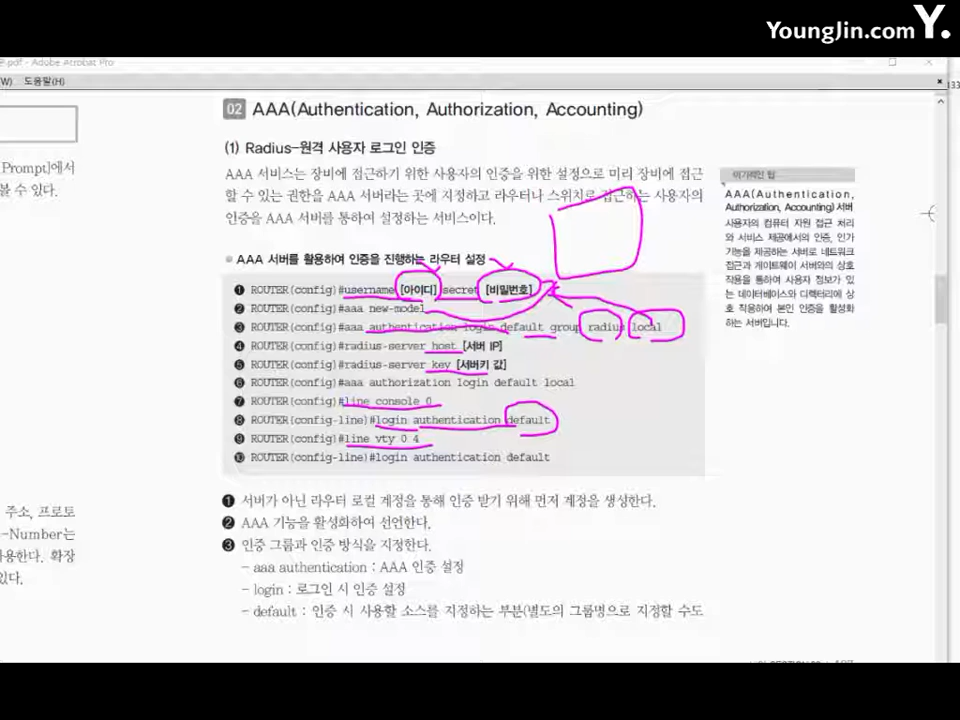 YoungJin.com Y.
.pdf - Adobe Acrobat Pro
(W) 도움말(H)
Prompt]에서
볼 수 있다.
주소, 프로토
-Number는
사용한다. 확장
있다.
02 AAA(Authentication, Authorization, Accounting)
(1) Radius-원격 사용자 로그인 인증
AAA 서비스는 장비에 접근하기 위한 사용자의 인증을 위한 설정으로 미리 장비에 접근
할 수 있는 권한을 AAA 서버라는 곳에 지정하고 라우터나 스위치로 접근하는 사용자의
인증을 AAA 서버를 통하여 설정하는 서비스이다.
AAA 서버를 활용하여 인증을 진행하는 라우터 설정
❶ ROUTER(config)#username [아이디] secret [비밀번호]
❷ ROUTER(config)#aaa new-model
❸ ROUTER(config)#aaa authentication login default group radius local
❹ ROUTER(config)#radius-server host [서버 IP]
❺ ROUTER(config)#radius-server key [서버키 값]
❻ ROUTER(config)#aaa authorization login default local
❼ ROUTER(config)#line console 0
❽ ROUTER(config-line)#login authentication default
❾ ROUTER(config)#line vty 0 4
❿ ROUTER(config-line)#login authentication default
❶ 서버가 아닌 라우터 로컬 계정을 통해 인증 받기 위해 먼저 계정을 생성한다.
❷ AAA 기능을 활성화하여 선언한다.
❸ 인증 그룹과 인증 방식을 지정한다.
- aaa authentication : AAA 인증 설정
- login : 로그인 시 인증 설정
- default : 인증 시 사용할 소스를 지정하는 부분(별도의 그룹명으로 지정할 수도
AAA(Authentication,
Authorization, Accounting) 서버
사용자의 컴퓨터 자원 접근 처리
와 서비스 제공에서의 인증, 인가
기능을 제공하는 서버로 네트워크
접근과 게이트웨이 서버와의 상호
작용을 통하여 사용자 정보가 있
는 데이터베이스와 디렉터리에 상
호 작용하여 본인 인증을 활성화
하는 서버입니다.